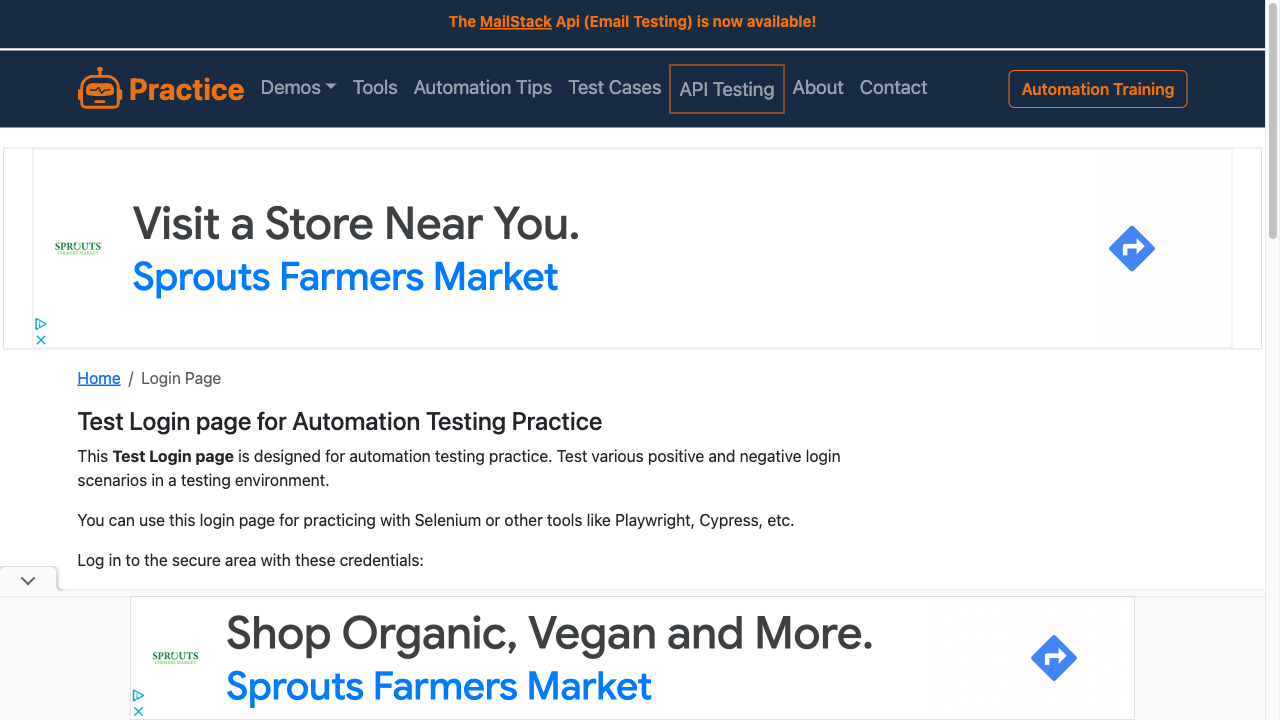 The MailStack Api (Email Testing) is now available!
Practice
Demos
Tools
Automation Tips
Test Cases
API Testing
About
Contact
Automation Training
SPROUTS
FARMERS MARKET
Visit a Store Near You.
Sprouts Farmers Market
Home / Login Page
Test Login page for Automation Testing Practice
This Test Login page is designed for automation testing practice. Test various positive and negative login
scenarios in a testing environment.
You can use this login page for practicing with Selenium or other tools like Playwright, Cypress, etc.
Log in to the secure area with these credentials:
SPROUTS
FARMERS MARKET
Shop Organic, Vegan and More.
Sprouts Farmers Market